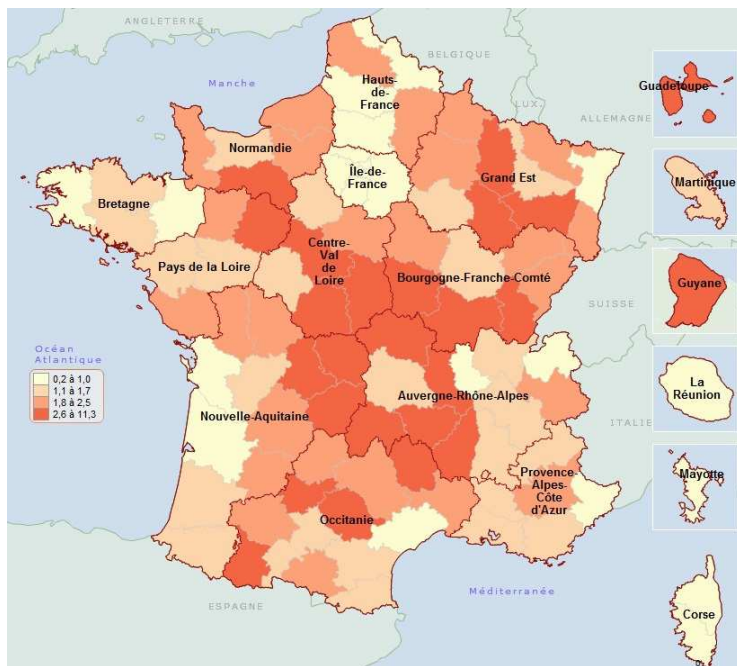 ANGLETERRE
BELGIQUE
Manche
Hauts-
de-
France
LUX.
ALLEMAGNE
Guadeloupe
Normandie
Île-de-
France
Grand Est
Martinique
Bretagne
Centre-
Val
de
Loire
Pays de la Loire
Bourgogne-Franche-Comté
Guyane
SUISSE
Océan
Atlantique
0,2 à 1,0
1,1 à 1,7
1,8 à 2,5
2,6 à 11,3
La
Réunion
Nouvelle-Aquitaine
Auvergne-Rhône-Alpes
ITALIE
Mayotte
Provence-
Alpes-
Côte
d'Azur
Occitanie
Méditerranée
ESPAGNE
Corse